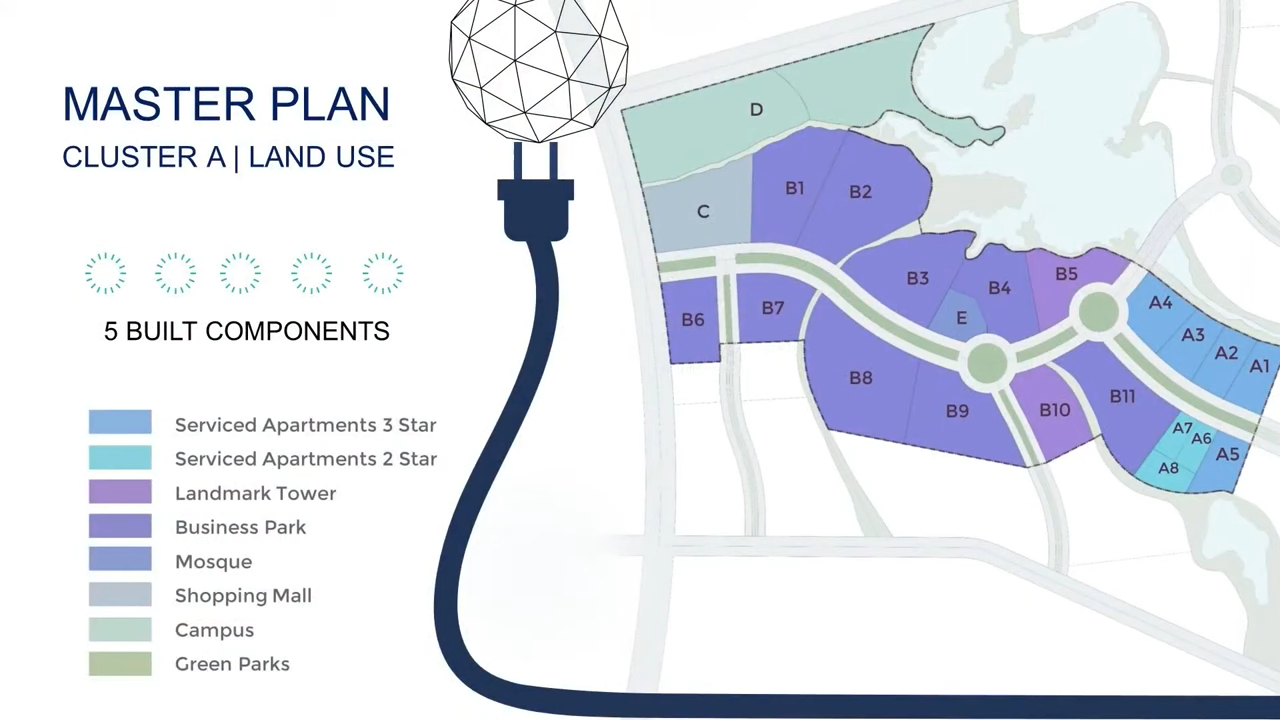 MASTER PLAN
CLUSTER A | LAND USE
5 BUILT COMPONENTS
Serviced Apartments 3 Star
Serviced Apartments 2 Star
Landmark Tower
Business Park
Mosque
Shopping Mall
Campus
Green Parks
D
B1
B2
C
B3
B4
B5
A4
E
B6
B7
A3
A2
A1
B8
B9
B10
B11
A7
A6
A5
A8